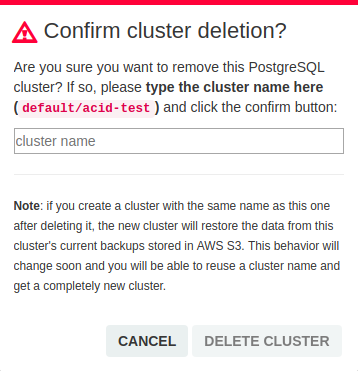 Confirm cluster deletion?
Are you sure you want to remove this PostgreSQL
cluster? If so, please type the cluster name here
( default/acid-test ) and click the confirm button:
cluster name
Note: if you create a cluster with the same name as this one
after deleting it, the new cluster will restore the data from this
cluster's current backups stored in AWS S3. This behavior will
change soon and you will be able to reuse a cluster name and
get a completely new cluster.
CANCEL DELETE CLUSTER